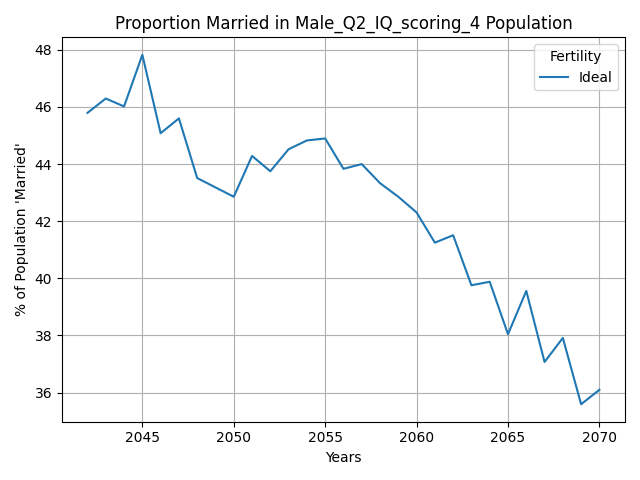 Proportion Married in Male_Q2_IQ_scoring_4 Population
Fertility
Ideal
48
46
44
42
40
38
36
% of Population 'Married'
2045 2050 2055 2060 2065 2070
Years